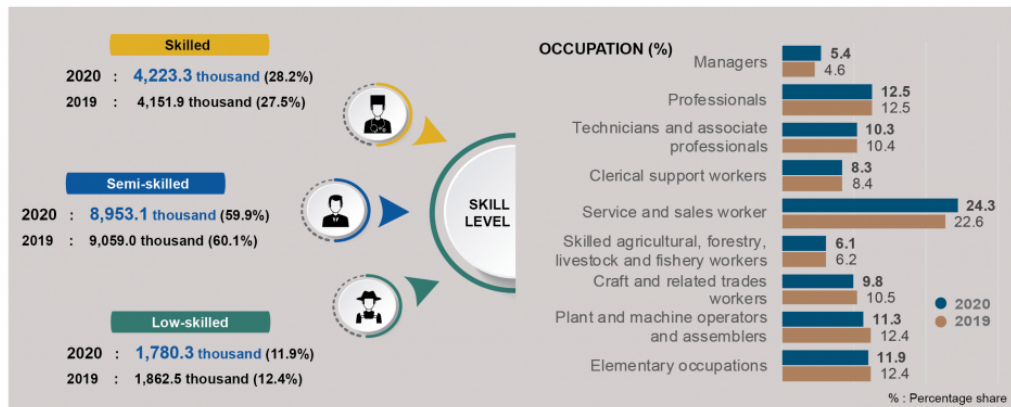 Skilled
2020 : 4,223.3 thousand (28.2%)
2019 : 4,151.9 thousand (27.5%)
Semi-skilled
2020 : 8,953.1 thousand (59.9%)
2019 : 9,059.0 thousand (60.1%)
Low-skilled
2020 : 1,780.3 thousand (11.9%)
2019 : 1,862.5 thousand (12.4%)
SKILL
LEVEL
OCCUPATION (%)
Managers
5.4
4.6
Professionals
12.5
12.5
Technicians and associate
professionals
10.3
10.4
Clerical support workers
8.3
8.4
Service and sales worker
24.3
22.6
Skilled agricultural, forestry,
livestock and fishery workers
6.1
6.2
Craft and related trades
workers
9.8
10.5
Plant and machine operators
and assemblers
11.3
12.4
Elementary occupations
11.9
12.4
2020
2019
% : Percentage share